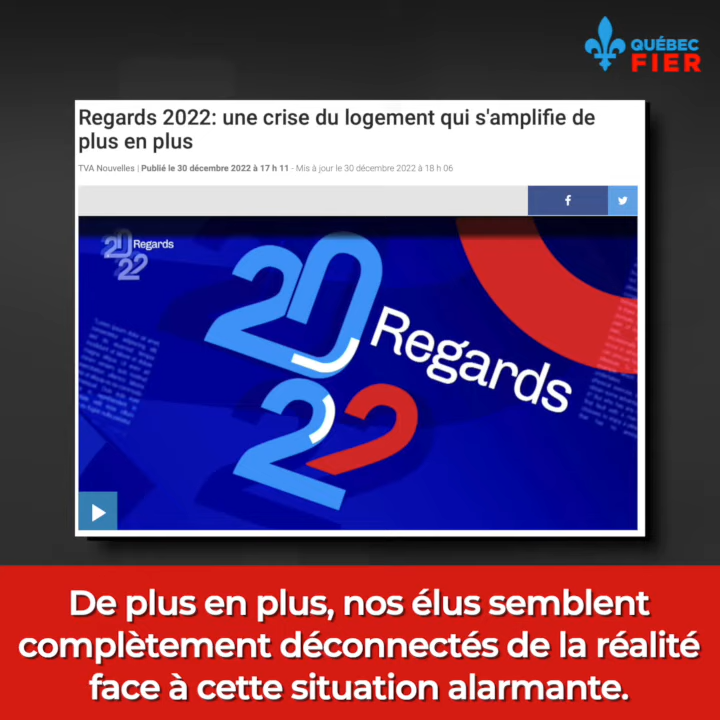 QUÉBEC
FIER
Regards 2022: une crise du logement qui s'amplifie de
plus en plus
TVA Nouvelles | Publié le 30 décembre 2022 à 17 h 11 - Mis à jour le 30 décembre 2022 à 18 h 06
f
20 Regards
22
20
Regards
22
De plus en plus, nos élus semblent
complètement déconnectés de la réalité
face à cette situation alarmante.